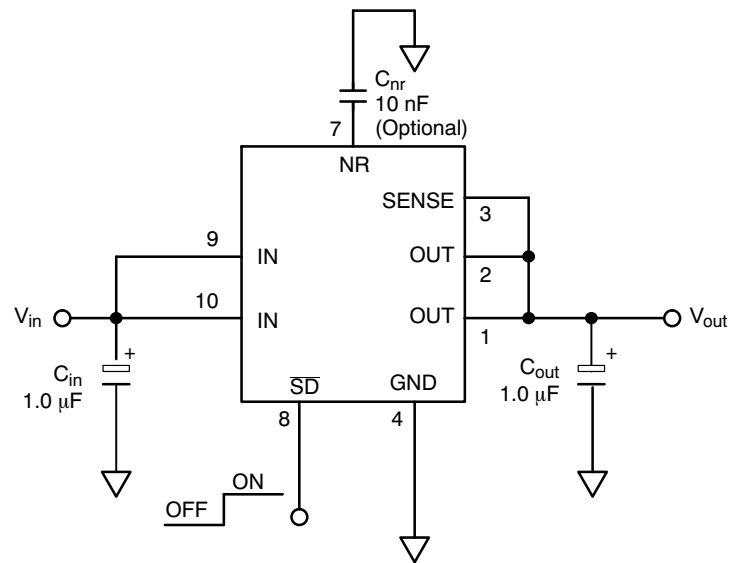 C_nr
10 nF
(Optional)
7
NR
SENSE
3
9
IN
OUT
2
V_in
10
IN
OUT
1
V_out
+
C_in
1.0 µF
S̅D̅
GND
+
C_out
1.0 µF
8
4
ON
OFF